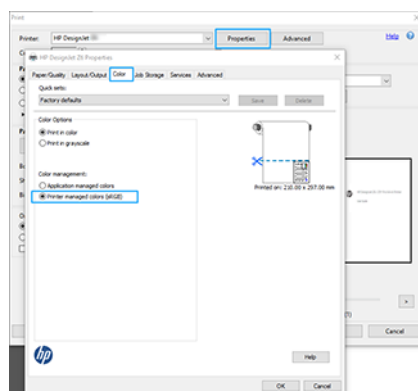 Print
Printer: HP DesignJet Properties Advanced Help
HP DesignJet Z6 Properties
Paper/Quality Layout/Output Color Job Storage Services Advanced
Quick sets:
Factory defaults Save Delete
Color Options
Print in color
Print in grayscale
Color management:
Application managed colors
Printer managed colors (sRGB)
Printed on: 210.00 x 297.00 mm
hp
Help
OK Cancel
Cancel